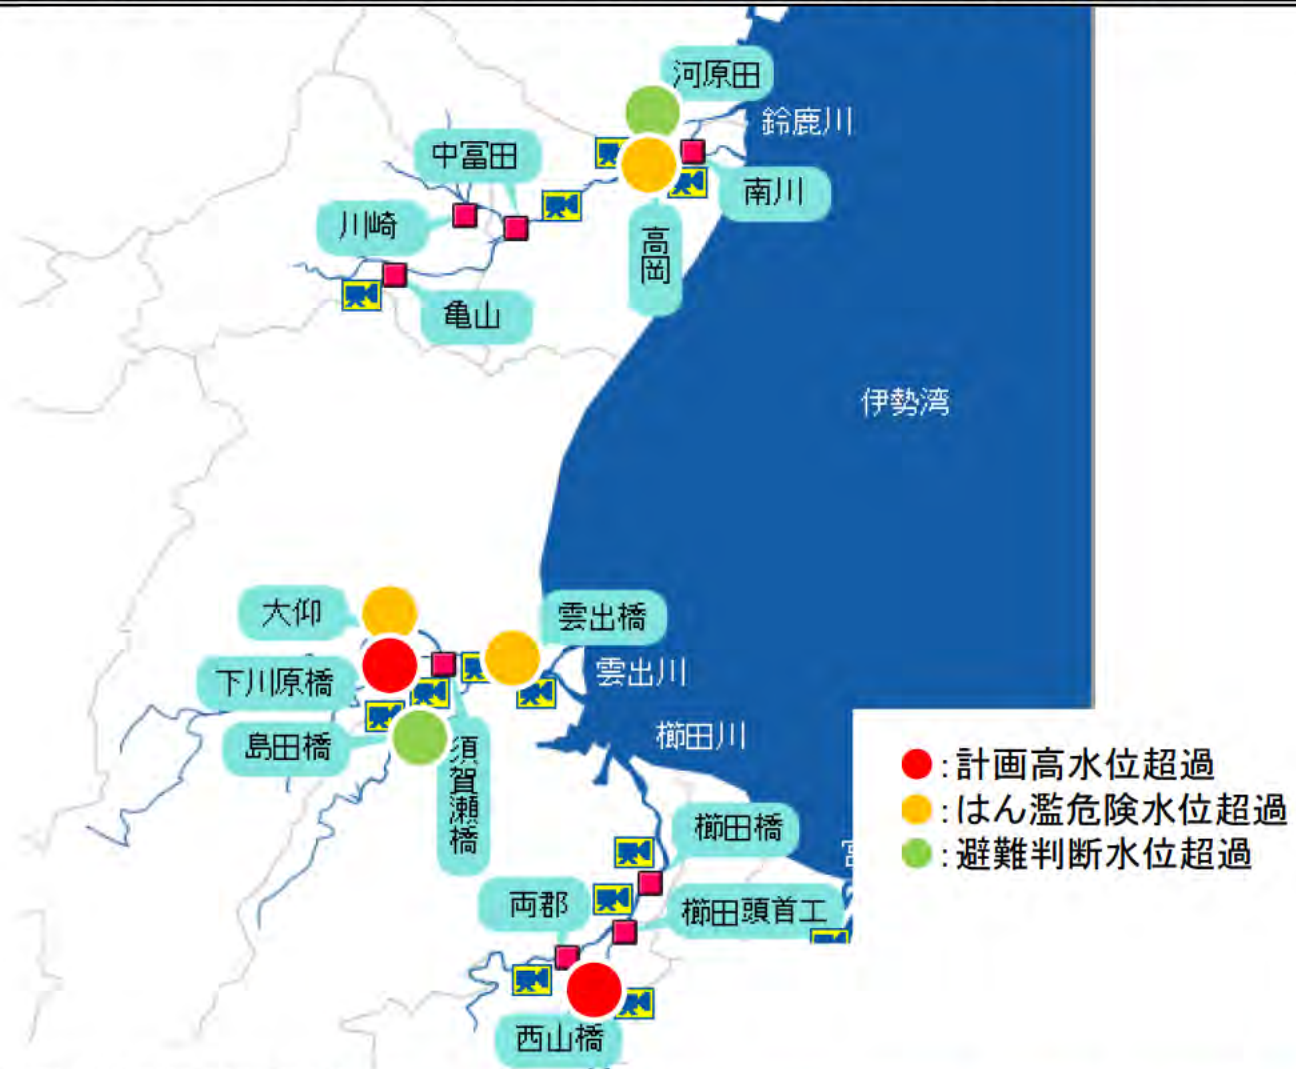 河原田
鈴鹿川
中冨田
南川
川崎
高岡
亀山
伊勢湾
大仰
雲出橋
下川原橋
雲出川
島田橋
須賀瀬橋
櫛田川
●:計画高水位超過
●:はん濫危険水位超過
●:避難判断水位超過
櫛田橋
両郡
櫛田頭首工
西山橋